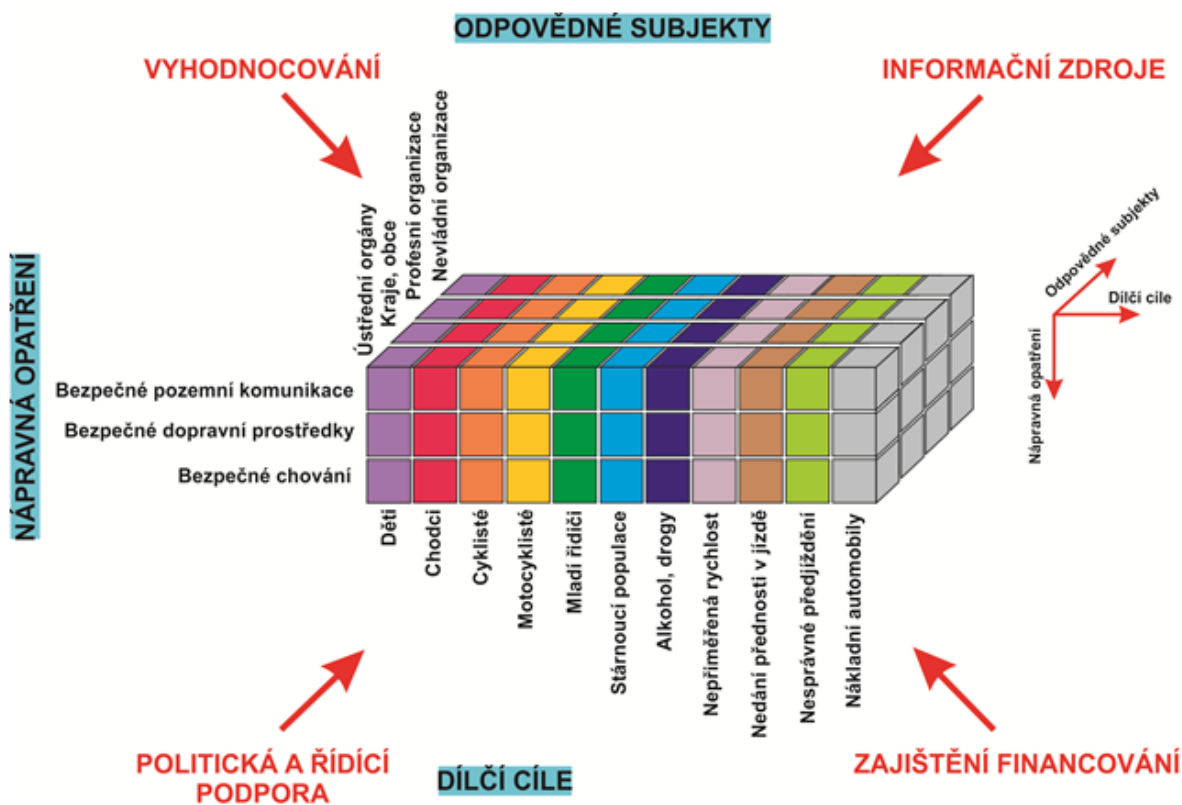 ODPOVĚDNÉ SUBJEKTY
VYHODNOCOVÁNÍ
INFORMAČNÍ ZDROJE
Ústřední orgány
Kraje, obce
Profesní organizace
Nevládní organizace
NÁPRAVNÁ OPATŘENÍ
Bezpečné pozemní komunikace
Bezpečné dopravní prostředky
Bezpečné chování
Odpovědné subjekty
Dílčí cíle
Nápravná opatření
Děti
Chodci
Cyklisté
Motocyklisté
Mladí řidiči
Stárnoucí populace
Alkohol, drogy
Nepřiměřená rychlost
Nedání přednosti v jízdě
Nesprávné předjíždění
Nákladní automobily
POLITICKÁ A ŘÍDÍCÍ
PODPORA
DÍLČÍ CÍLE
ZAJIŠTĚNÍ FINANCOVÁNÍ